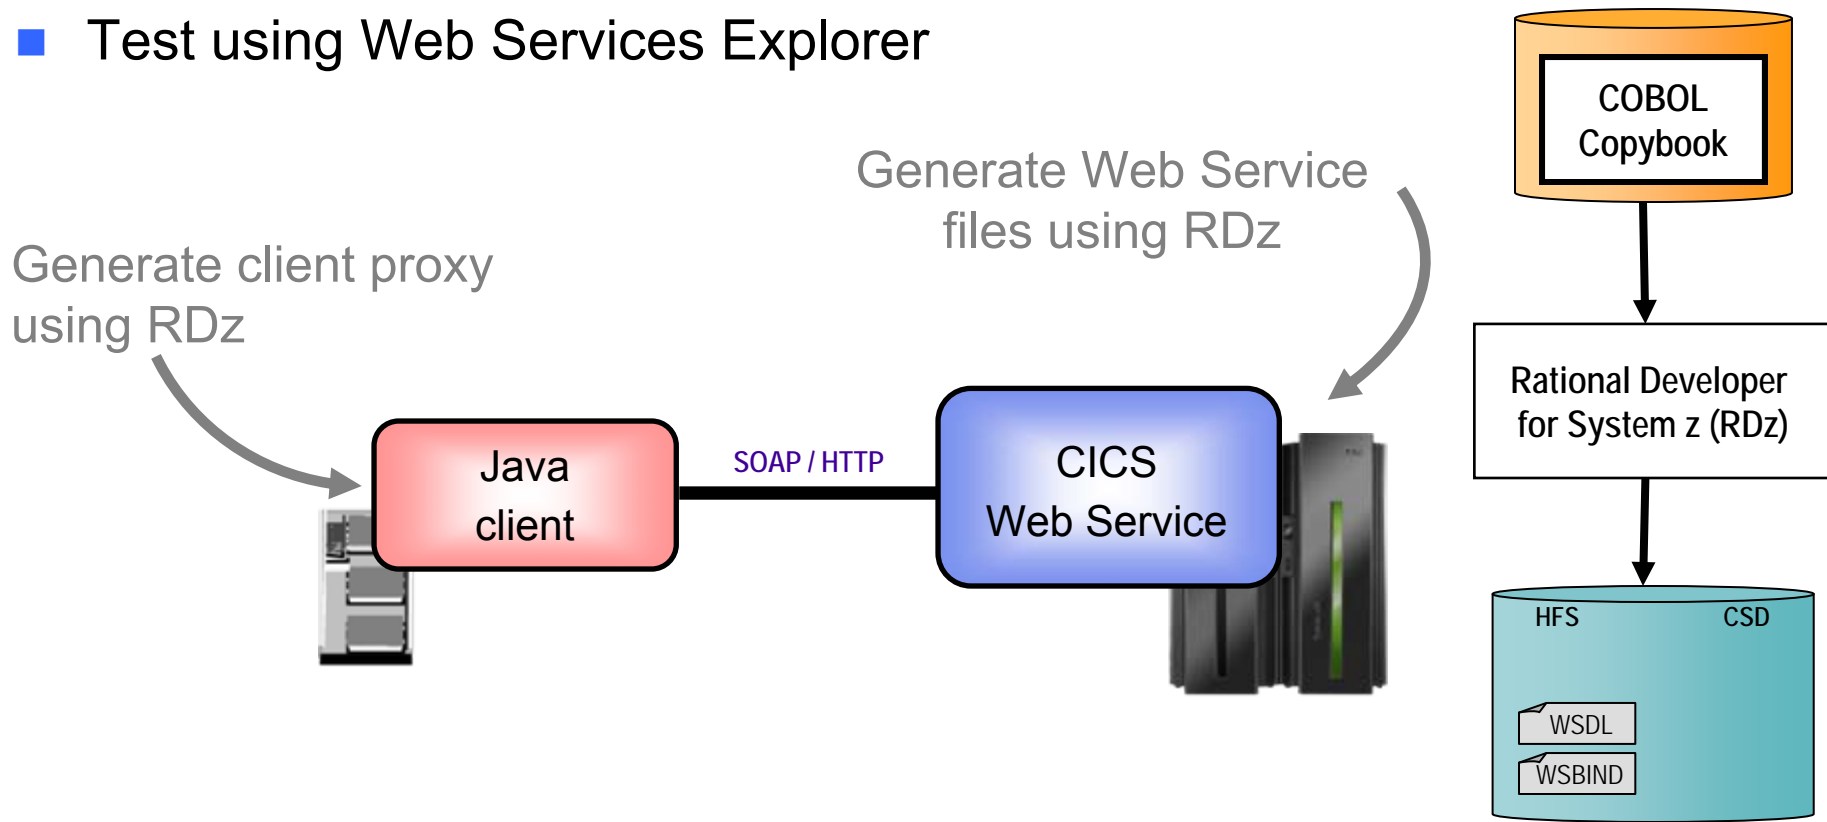 Test using Web Services Explorer
Generate client proxy
using RDz
Generate Web Service
files using RDz
Java
client
SOAP / HTTP
CICS
Web Service
COBOL
Copybook
Rational Developer
for System z (RDz)
HFS
CSD
WSDL
WSBIND